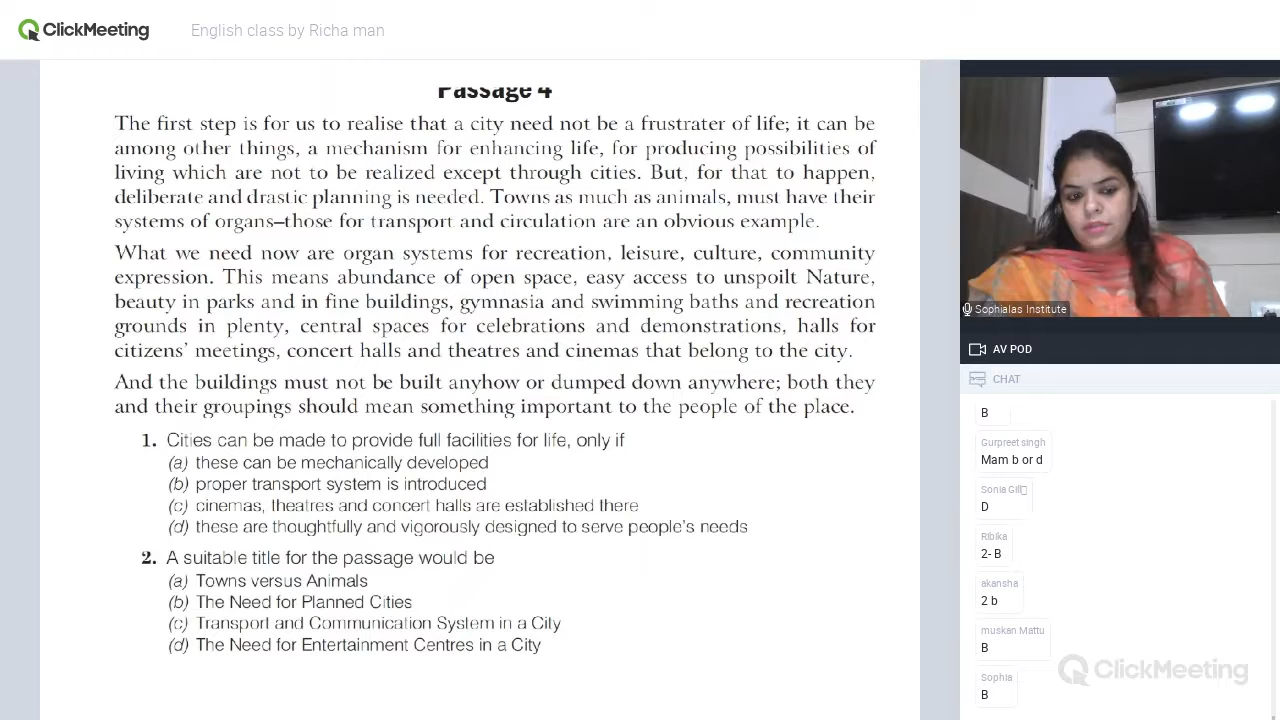 ClickMeeting
English class by Richa man
Passage 4
The first step is for us to realise that a city need not be a frustrater of life; it can be
among other things, a mechanism for enhancing life, for producing possibilities of
living which are not to be realized except through cities. But, for that to happen,
deliberate and drastic planning is needed. Towns as much as animals, must have their
systems of organs–those for transport and circulation are an obvious example.
What we need now are organ systems for recreation, leisure, culture, community
expression. This means abundance of open space, easy access to unspoilt Nature,
beauty in parks and in fine buildings, gymnasia and swimming baths and recreation
grounds in plenty, central spaces for celebrations and demonstrations, halls for
citizens' meetings, concert halls and theatres and cinemas that belong to the city.
And the buildings must not be built anyhow or dumped down anywhere; both they
and their groupings should mean something important to the people of the place.
1. Cities can be made to provide full facilities for life, only if
(a) these can be mechanically developed
(b) proper transport system is introduced
(c) cinemas, theatres and concert halls are established there
(d) these are thoughtfully and vigorously designed to serve people's needs
2. A suitable title for the passage would be
(a) Towns versus Animals
(b) The Need for Planned Cities
(c) Transport and Communication System in a City
(d) The Need for Entertainment Centres in a City
Sophialas Institute
AV POD
CHAT
B
Gurpreet singh
Mam b or d
Sonia Gill
D
Ribika
2- B
akansha
2 b
muskan Mattu
B
Sophia
B
ClickMeeting